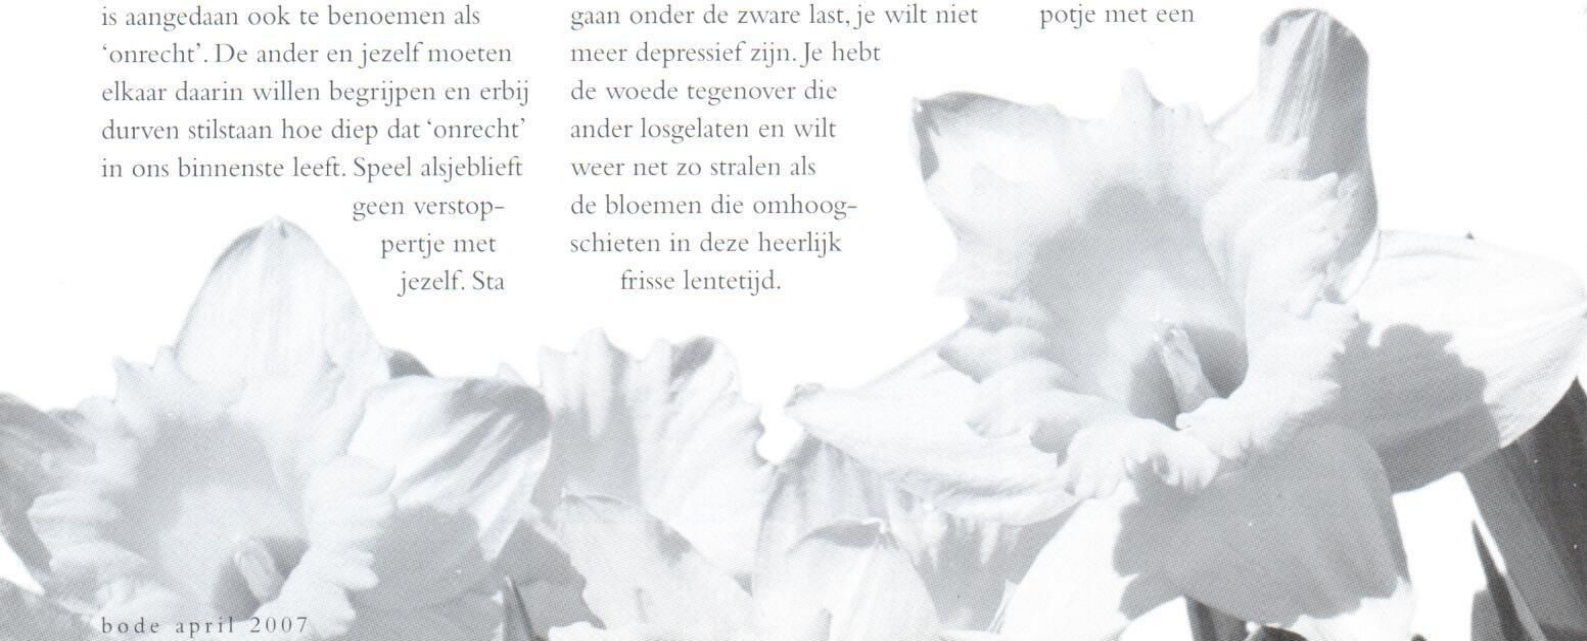 is aangedaan ook te benoemen als
‘onrecht’. De ander en jezelf moeten
elkaar daarin willen begrijpen en erbij
durven stilstaan hoe diep dat ‘onrecht’
in ons binnenste leeft. Speel alsjeblieft
geen verstop-
pertje met
jezelf. Sta
gaan onder de zware last, je wilt niet
meer depressief zijn. Je hebt
de woede tegenover die
ander losgelaten en wilt
weer net zo stralen als
de bloemen die omhoog-
schieten in deze heerlijk
frisse lentetijd.
potje met een
bode april 2007